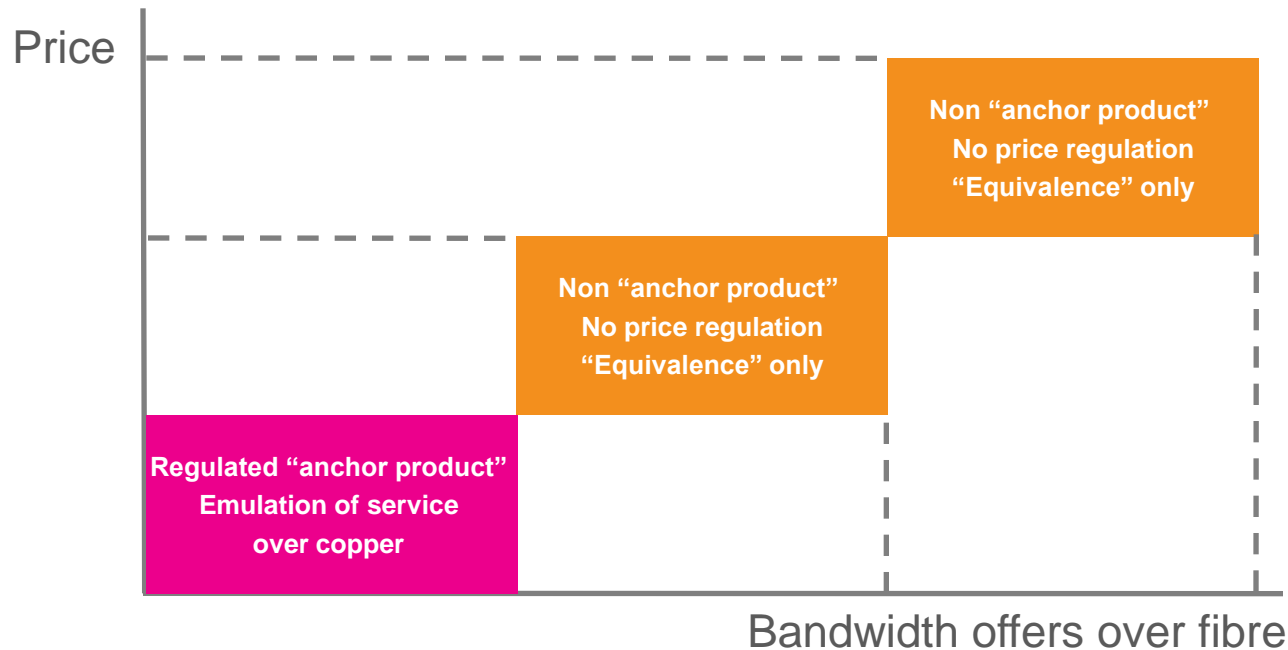 Price
Non “anchor product”
No price regulation
“Equivalence” only
Non “anchor product”
No price regulation
“Equivalence” only
Regulated “anchor product”
Emulation of service
over copper
Bandwidth offers over fibre